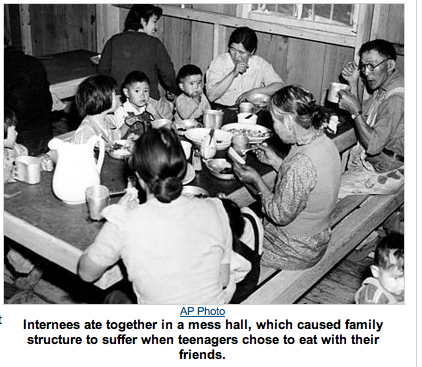 AP Photo
Internees ate together in a mess hall, which caused family
structure to suffer when teenagers chose to eat with their
friends.